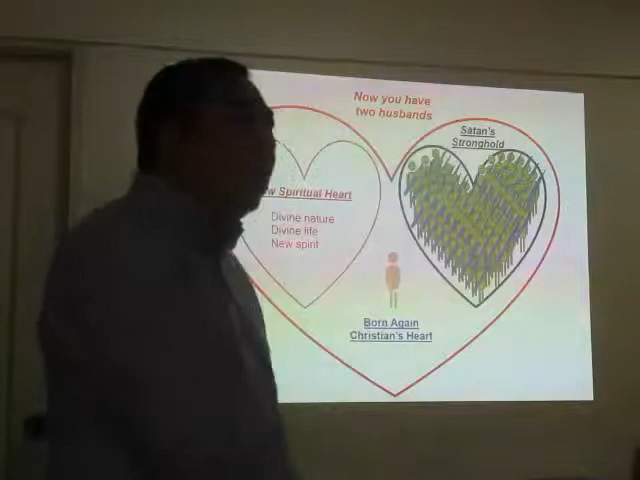 Now you have
two husbands
Satan's
Stronghold
Spiritual Heart
Divine nature
Divine life
New spirit
Born Again
Christian's Heart